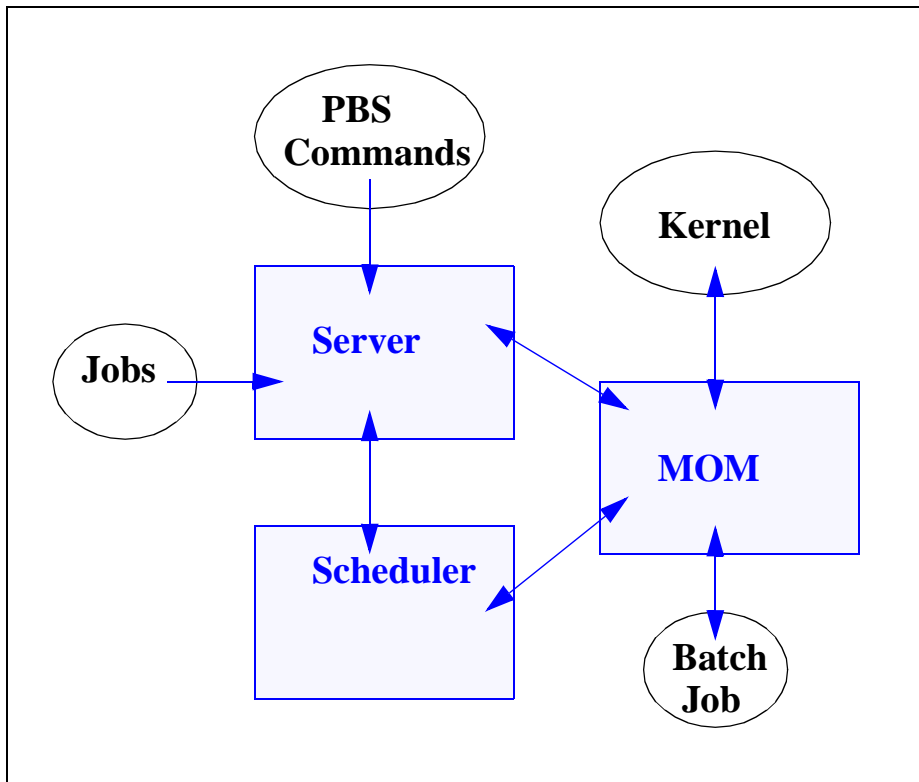 PBS
Commands
Kernel
Server
Jobs
MOM
Scheduler
Batch
Job